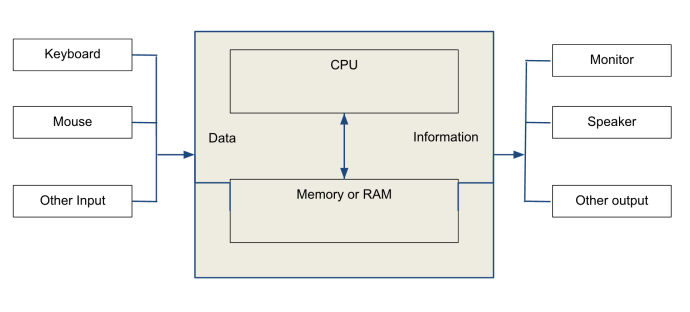 Keyboard
Mouse
Other Input
CPU
Data
Information
Memory or RAM
Monitor
Speaker
Other output